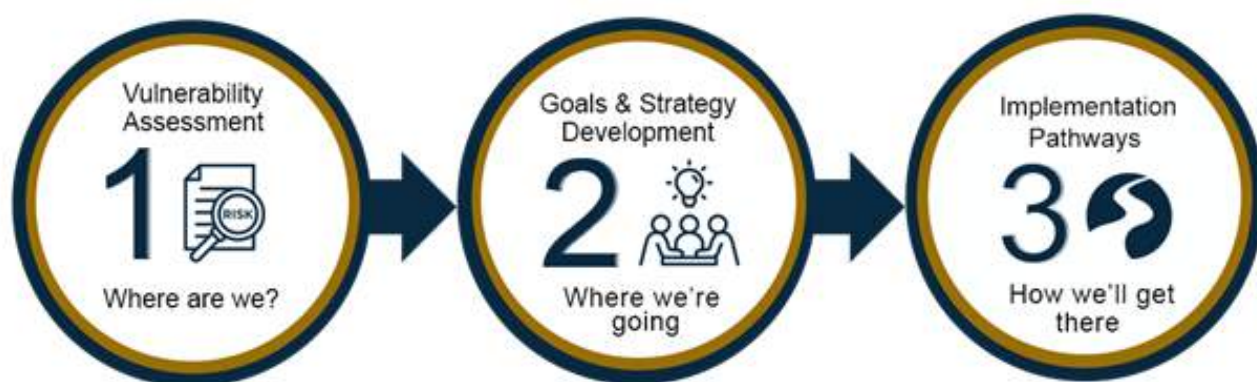 Vulnerability
Assessment
1
RISK
Where are we?
Goals & Strategy
Development
2
Where we're
going
Implementation
Pathways
3
How we'll get
there